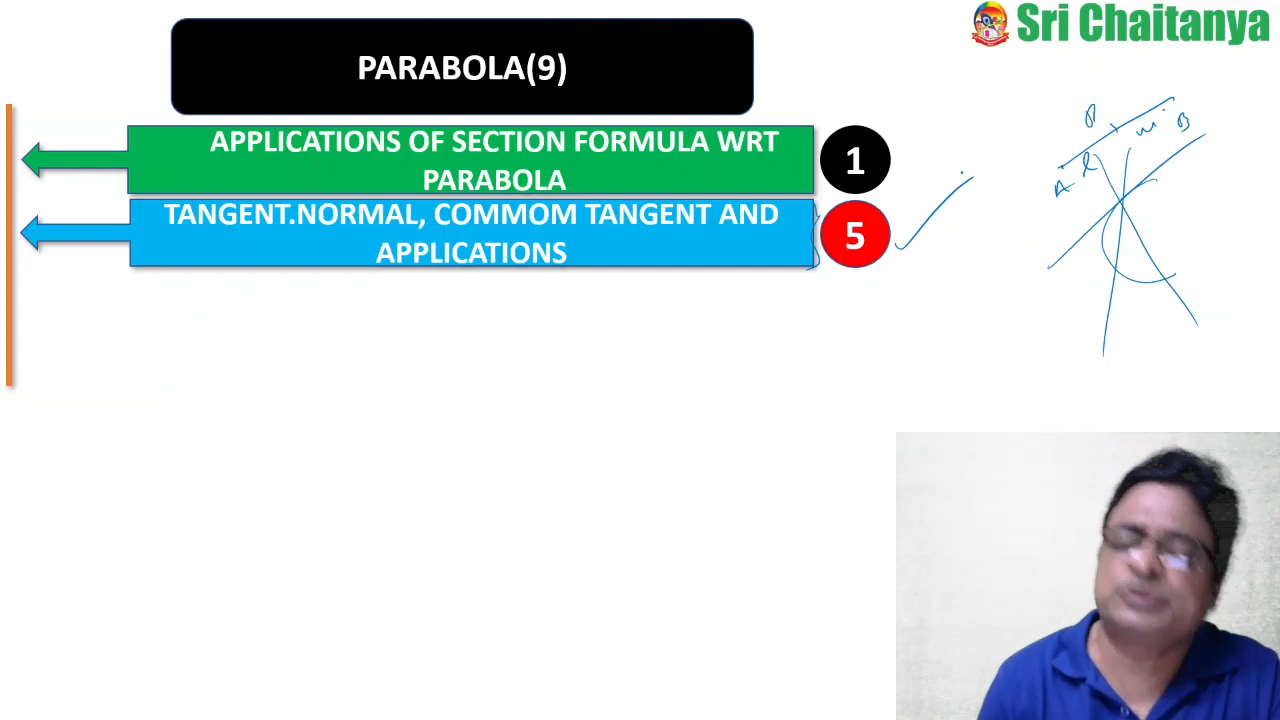 Sri Chaitanya
PARABOLA(9)
APPLICATIONS OF SECTION FORMULA WRT
PARABOLA
1
TANGENT.NORMAL, COMMOM TANGENT AND
APPLICATIONS
5
A
B